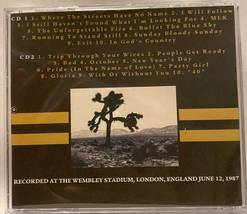 CD 1 1. Where The Streets Have No Name 2. I Will Follow
3. I Still Haven't Found What I'm Looking For 4. MLK
5. The Unforgettable Fire 6. Bullet The Blue Sky
7. Running To Stand Still 8. Sunday Bloody Sunday
9. Exit 10. In God's Country
CD2 1. Trip Through Your Wires 2. People Get Ready
3. Bad 4. October 5. New Year's Day
6. Pride (In The Name of Love) 7. Party Girl
8. Gloria 9. With Or Without You 10. "40"
RECORDED AT THE WEMBLEY STADIUM, LONDON, ENGLAND JUNE 12, 1987